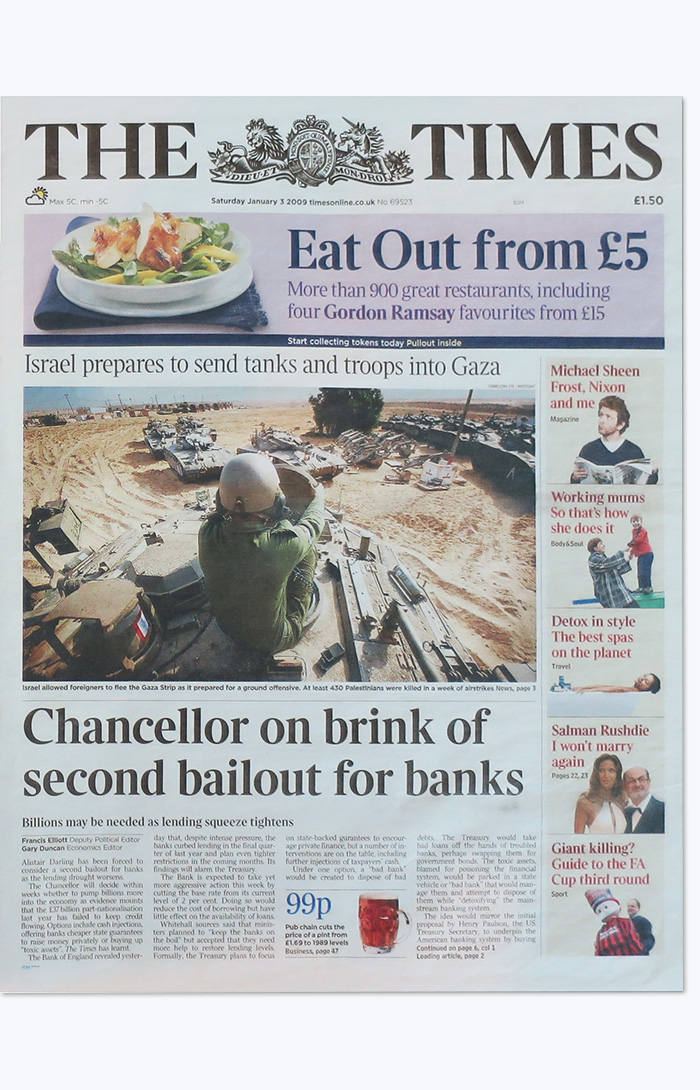 THE TIMES
DIEU·ET MON·DROIT
Max 5C, min -5C
Saturday January 3 2009 timesonline.co.uk No 69523
£1.50
Eat Out from £5
More than 900 great restaurants, including
four Gordon Ramsay favourites from £15
Start collecting tokens today Pullout inside
Israel prepares to send tanks and troops into Gaza
Israel allowed foreigners to flee the Gaza Strip as it prepared for a ground offensive. At least 430 Palestinians were killed in a week of airstrikes News, page 3
Chancellor on brink of
second bailout for banks
Billions may be needed as lending squeeze tightens
Francis Elliott Deputy Political Editor
Gary Duncan Economics Editor
Alistair Darling has been forced to
consider a second bailout for banks
as the lending drought worsens.
The Chancellor will decide within
weeks whether to pump billions more
into the economy as evidence mounts
that the £37 billion part-nationalisation
last year has failed to keep credit
flowing. Options include cash injections,
offering banks cheaper state guarantees
to raise money privately or buying up
"toxic assets", The Times has learnt.
The Bank of England revealed yester-
day that, despite intense pressure, the
banks curbed lending in the final quar-
ter of last year and plan even tighter
restrictions in the coming months. Its
findings will alarm the Treasury.
The Bank is expected to take yet
more aggressive action this week by
cutting the base rate from its current
level of 2 per cent. Doing so would
reduce the cost of borrowing but have
little effect on the availability of loans.
Whitehall sources said that minis-
ters planned to "keep the banks on
the boil" but accepted that they need
more help to restore lending levels.
Formally, the Treasury plans to focus
on state-backed gurantees to encour-
age private finance, but a number of in-
terventions are on the table, including
further injections of taxpayers' cash.
Under one option, a "bad bank"
would be created to dispose of bad
99p
Pub chain cuts the
price of a pint from
£1.69 to 1989 levels
Business, page 47
debts. The Treasury would take
bad loans off the hands of troubled
banks, perhaps swapping them for
government bonds. The toxic assets,
blamed for poisoning the financial
system, would be parked in a state
vehicle or "bad bank" that would man-
age them and attempt to dispose of
them while "detoxifying" the main-
stream banking system.
The idea would mirror the initial
proposal by Henry Paulson, the US
Treasury Secretary, to underpin the
American banking system by buying
Continued on page 6, col 1
Leading article, page 2
Michael Sheen
Frost, Nixon
and me
Magazine
Working mums
So that's how
she does it
Body&Soul
Detox in style
The best spas
on the planet
Travel
Salman Rushdie
I won't marry
again
Pages 22, 23
Giant killing?
Guide to the FA
Cup third round
Sport